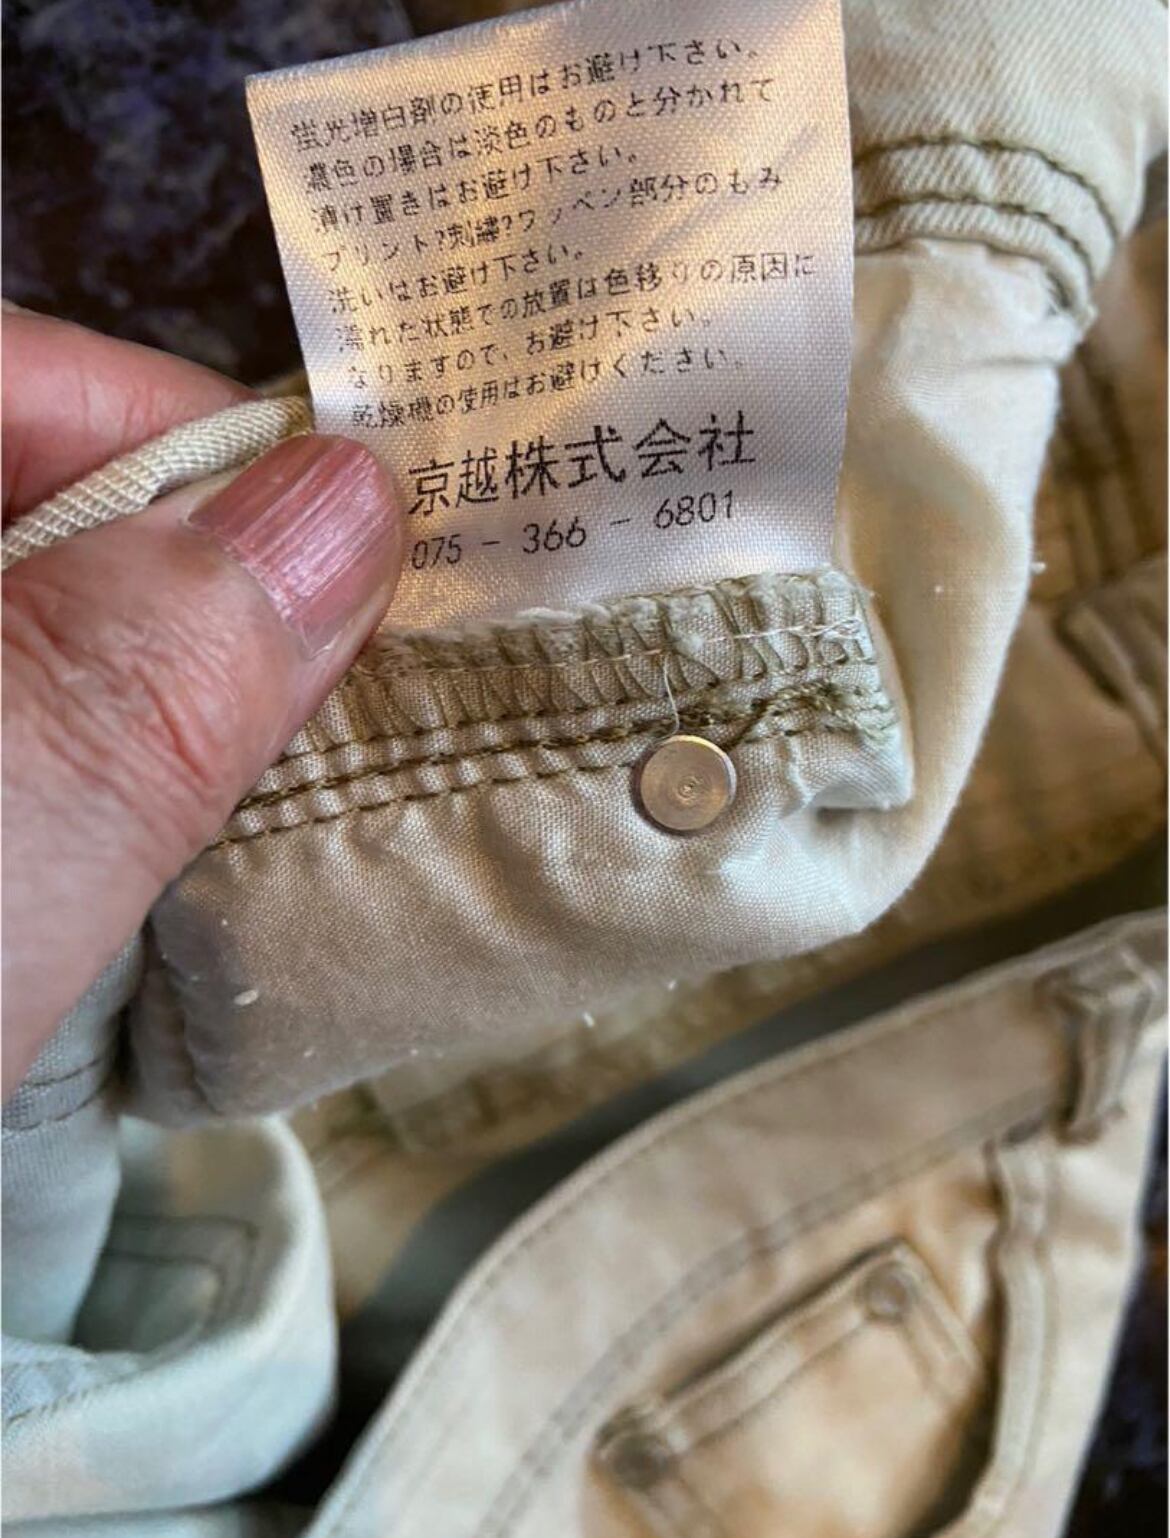 蛍光増白剤の使用はお避け下さい。
濃色の場合は淡色のものと分かれて
漬け置きはお避け下さい。
プリント?刺繍?ワッペン部分のもみ
洗いはお避け下さい。
濡れた状態での放置は色移りの原因に
なりますので、お避け下さい。
乾燥機の使用はお避けください。
京越株式会社
075 - 366 - 6801